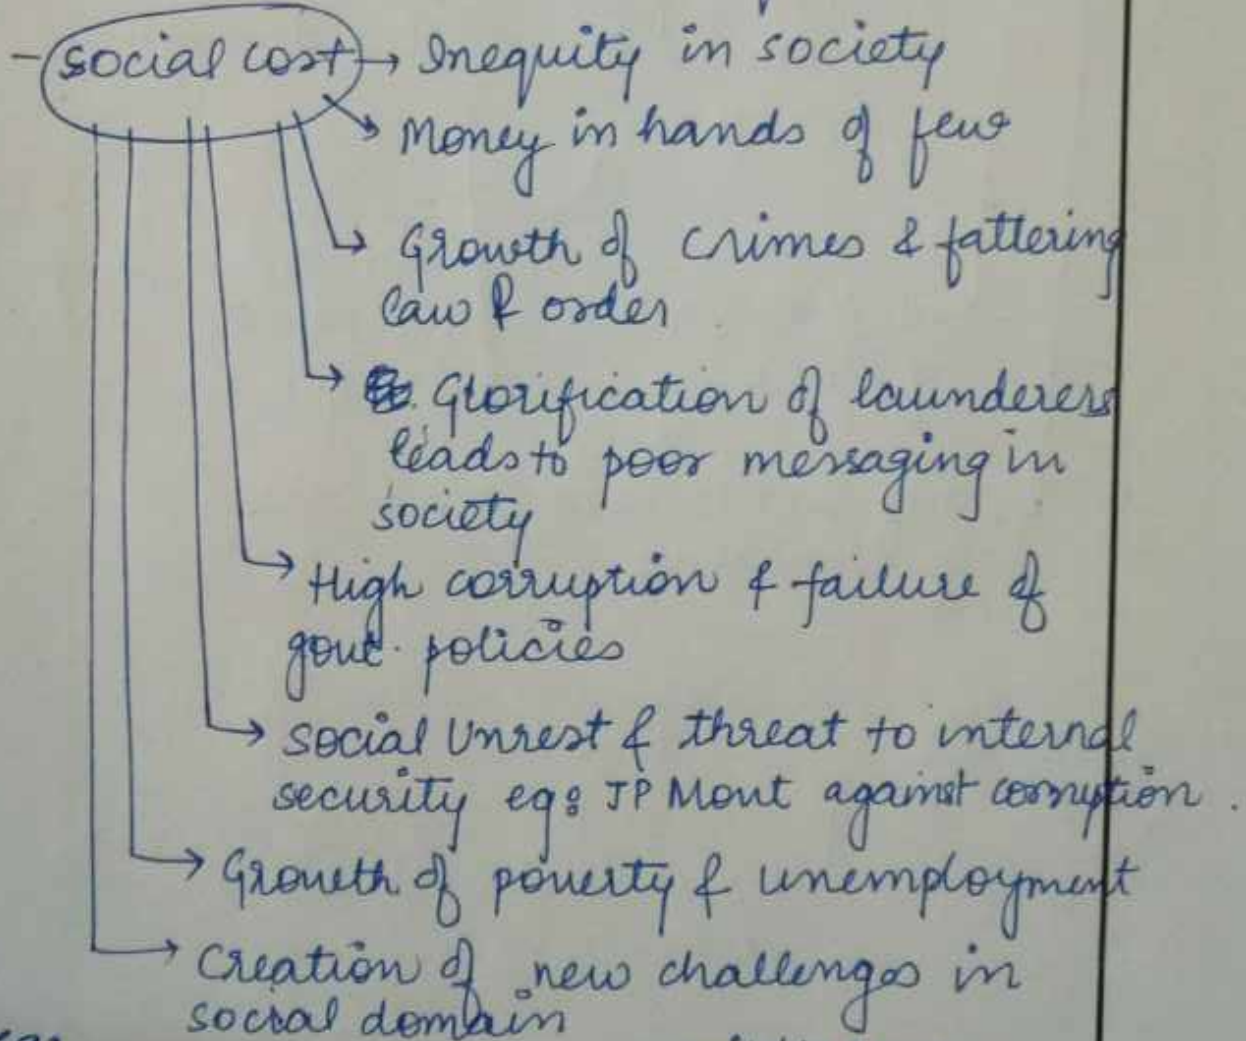 - Social cost → Inequity in society
→ Money in hands of few
→ Growth of crimes & fattering
law & order
→ Glorification of launderers
leads to poor messaging in
society
→ High corruption & failure of
govt. policies
→ Social Unrest & threat to internal
security eg: JP Movt against corruption.
→ Growth of poverty & unemployment
→ Creation of new challenges in
social domain